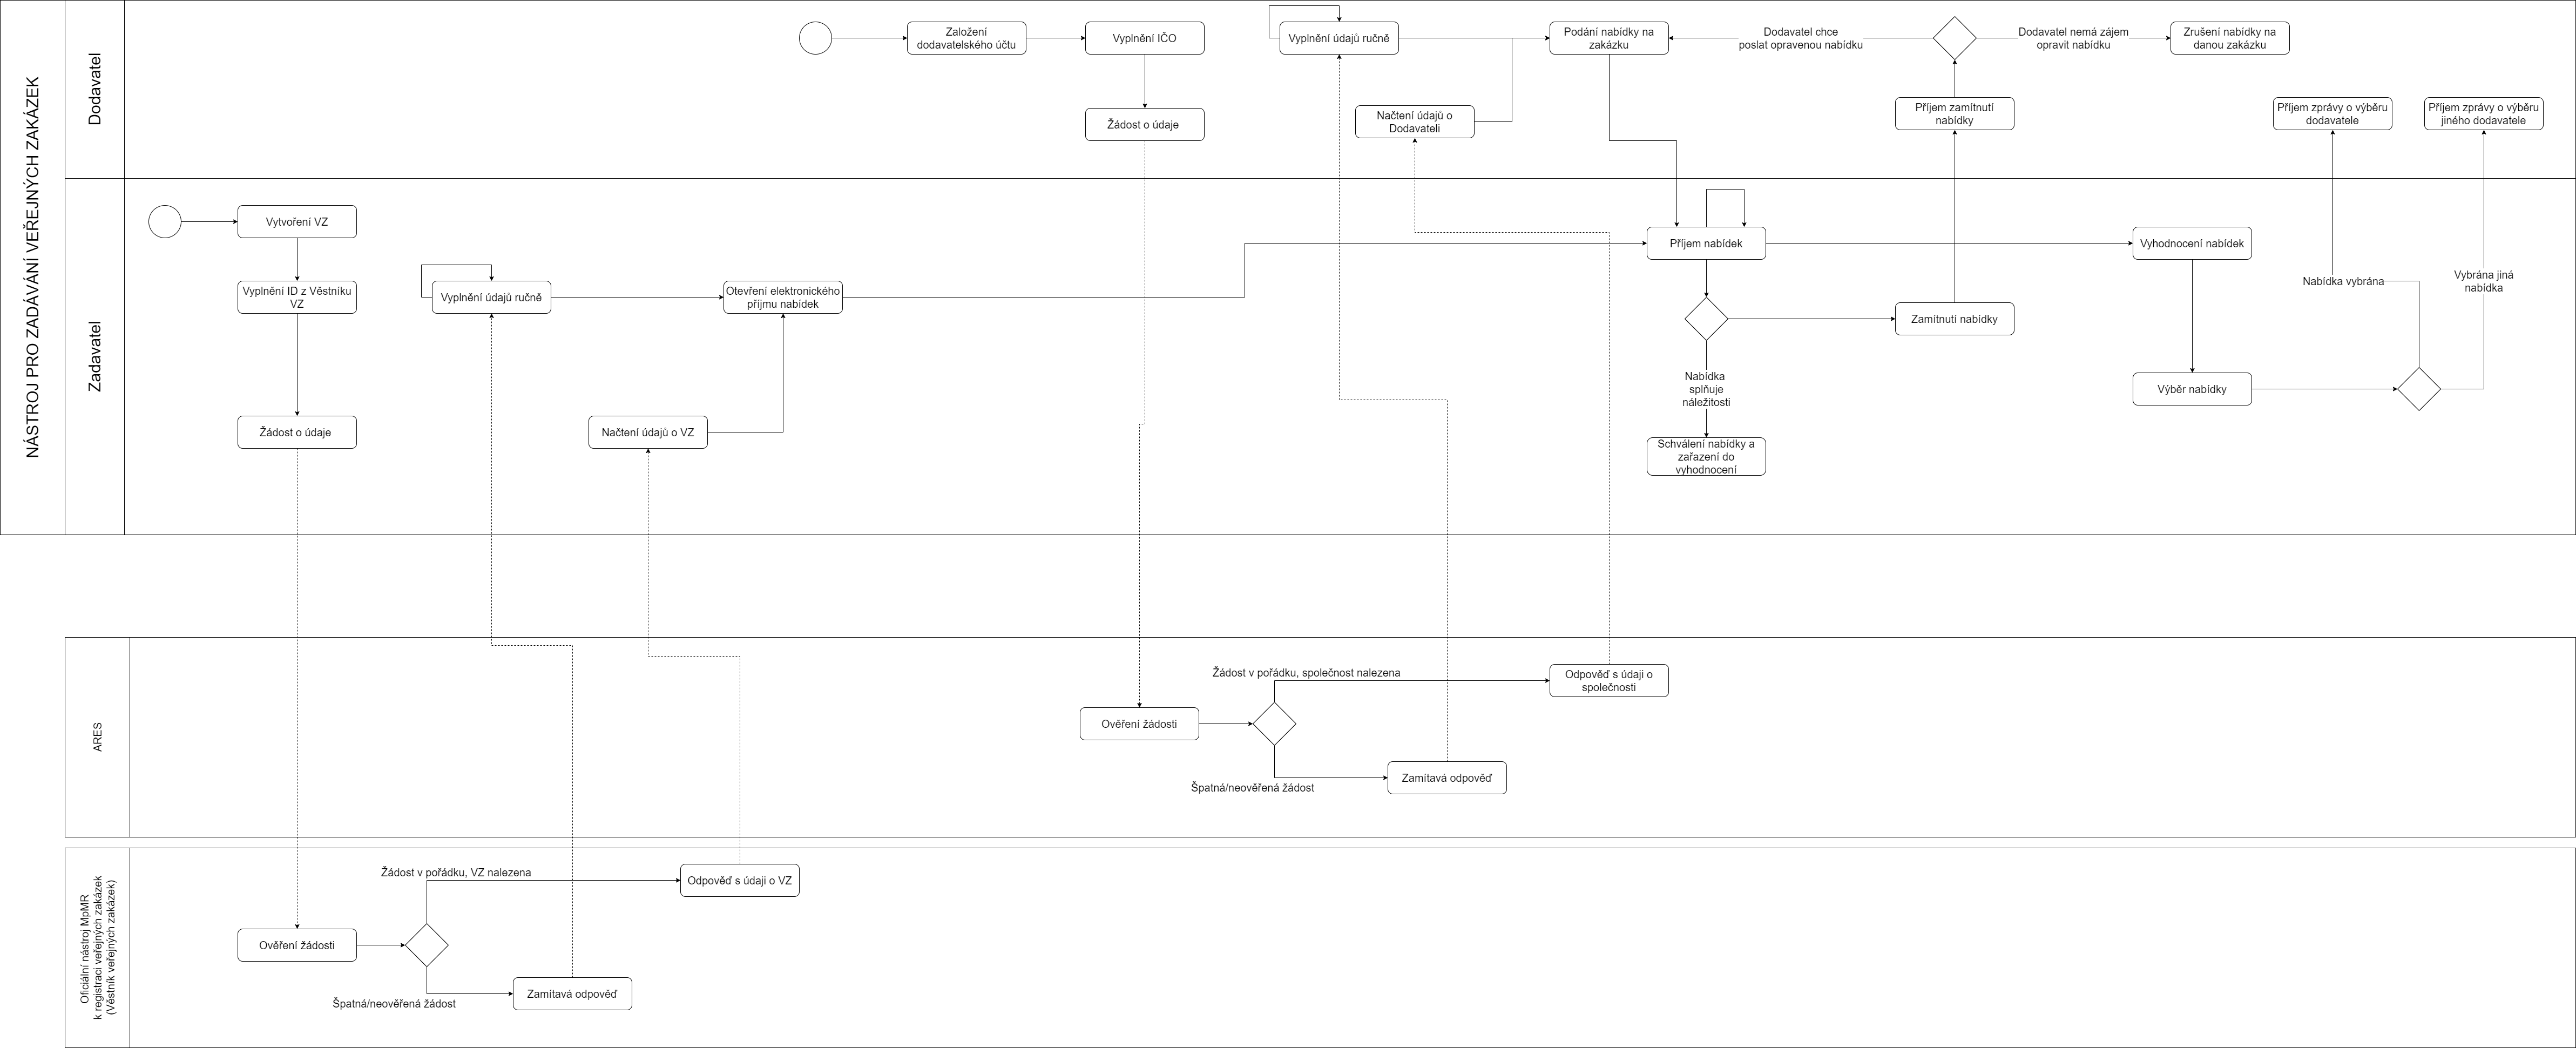 NÁSTROJ PRO ZADÁVÁNÍ VEŘEJNÝCH ZAKÁZEK
Dodavatel
Založení
dodavatelského účtu
Vyplnění IČO
Žádost o údaje
Vyplnění údajů ručně
Načtení údajů o
Dodavateli
Podání nabídky na
zakázku
Dodavatel chce
poslat opravenou nabídku
Dodavatel nemá zájem
opravit nabídku
Zrušení nabídky na
danou zakázku
Příjem zamítnutí
nabídky
Příjem zprávy o výběru
dodavatele
Příjem zprávy o výběru
jiného dodavatele
Zadavatel
Vytvoření VZ
Vyplnění ID z Věstníku
VZ
Žádost o údaje
Vyplnění údajů ručně
Načtení údajů o VZ
Otevření elektronického
příjmu nabídek
Příjem nabídek
Nabídka
splňuje
náležitosti
Schválení nabídky a
zařazení do
vyhodnocení
Zamítnutí nabídky
Vyhodnocení nabídek
Výběr nabídky
Nabídka vybrána
Vybrána jiná
nabídka
ARES
Ověření žádosti
Žádost v pořádku, společnost nalezena
Špatná/neověřená žádost
Odpověď s údaji o
společnosti
Zamítavá odpověď
Oficiální nástroj MpMR
k registraci veřejných zakázek
(Věstník veřejných zakázek)
Ověření žádosti
Žádost v pořádku, VZ nalezena
Špatná/neověřená žádost
Odpověď s údaji o VZ
Zamítavá odpověď